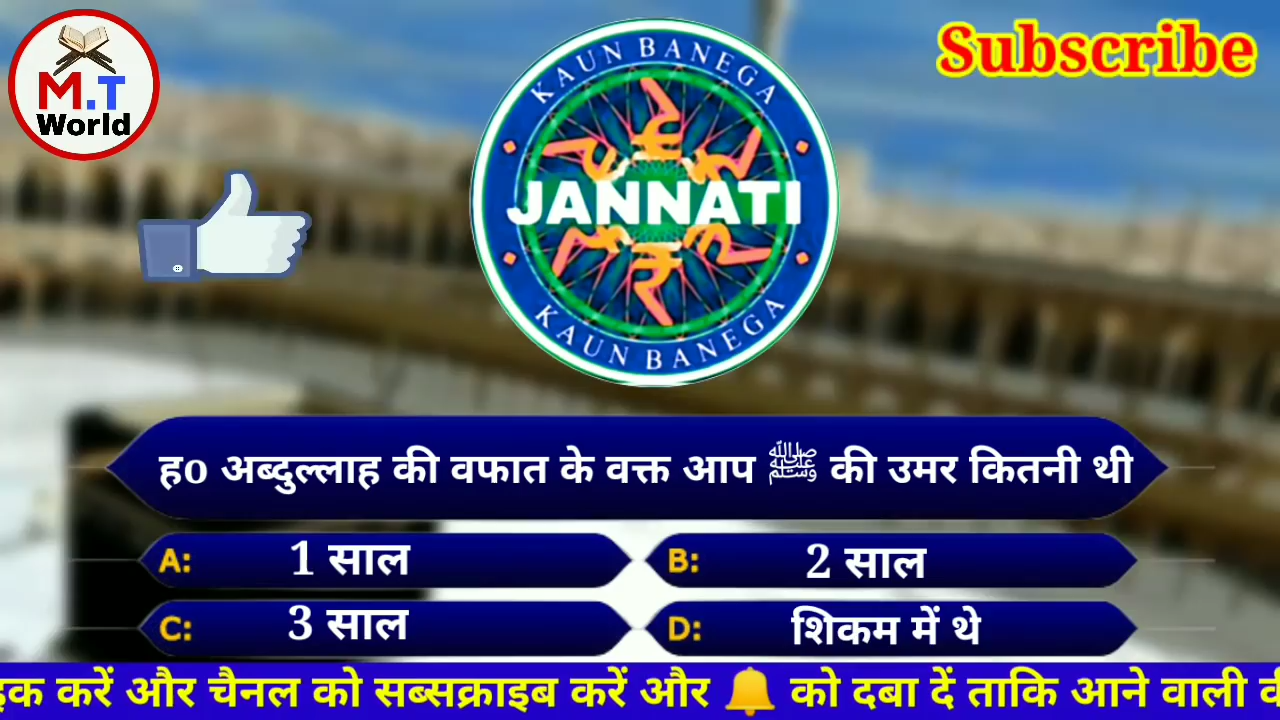 M.T
World
Subscribe
KAUN BANEGA
JANNATI
KAUN BANEGA
ह० अब्दुल्लाह की वफात के वक्त आप ﷺ की उमर कितनी थी
A: 1 साल
B: 2 साल
C: 3 साल
D: शिकम में थे
करें और चैनल को सब्सक्राइब करें और 🔔 को दबा दें ताकि आने वाली